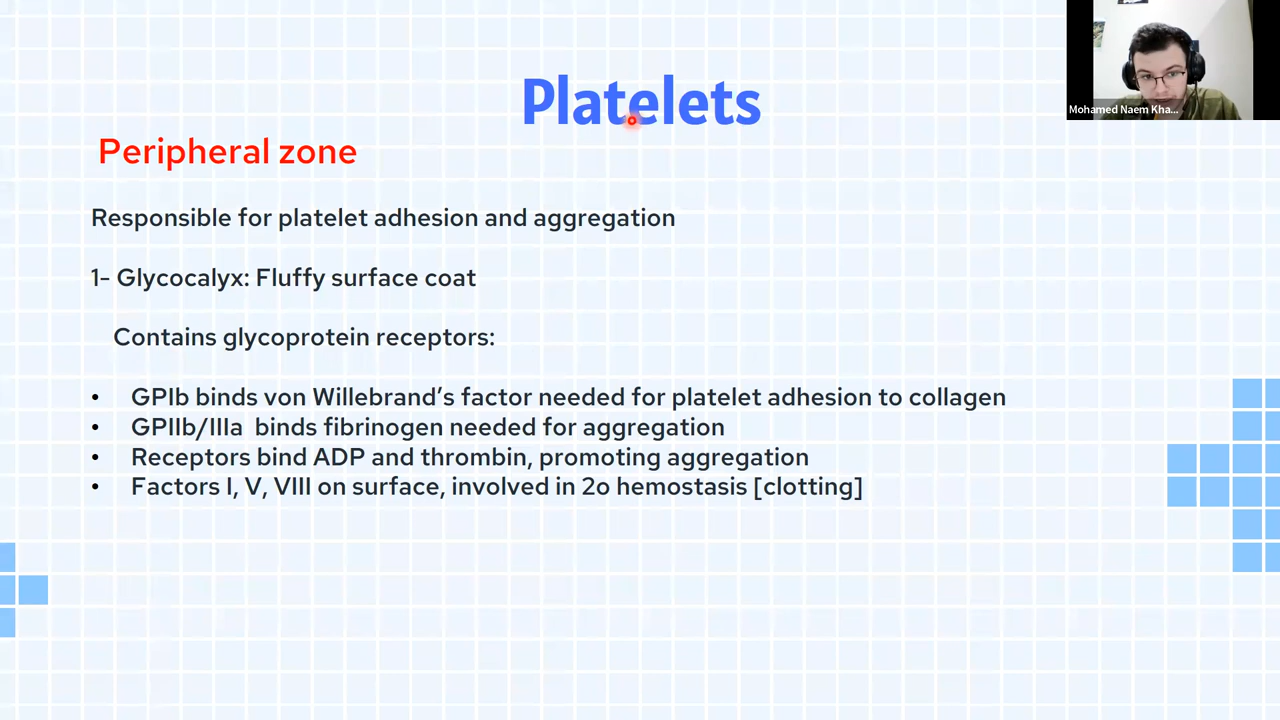 Platelets
Mohamed Naem Kha...
Peripheral zone
Responsible for platelet adhesion and aggregation
1- Glycocalyx: Fluffy surface coat
Contains glycoprotein receptors:
• GPIb binds von Willebrand’s factor needed for platelet adhesion to collagen
• GPIIb/IIIa binds fibrinogen needed for aggregation
• Receptors bind ADP and thrombin, promoting aggregation
• Factors I, V, VIII on surface, involved in 2o hemostasis [clotting]